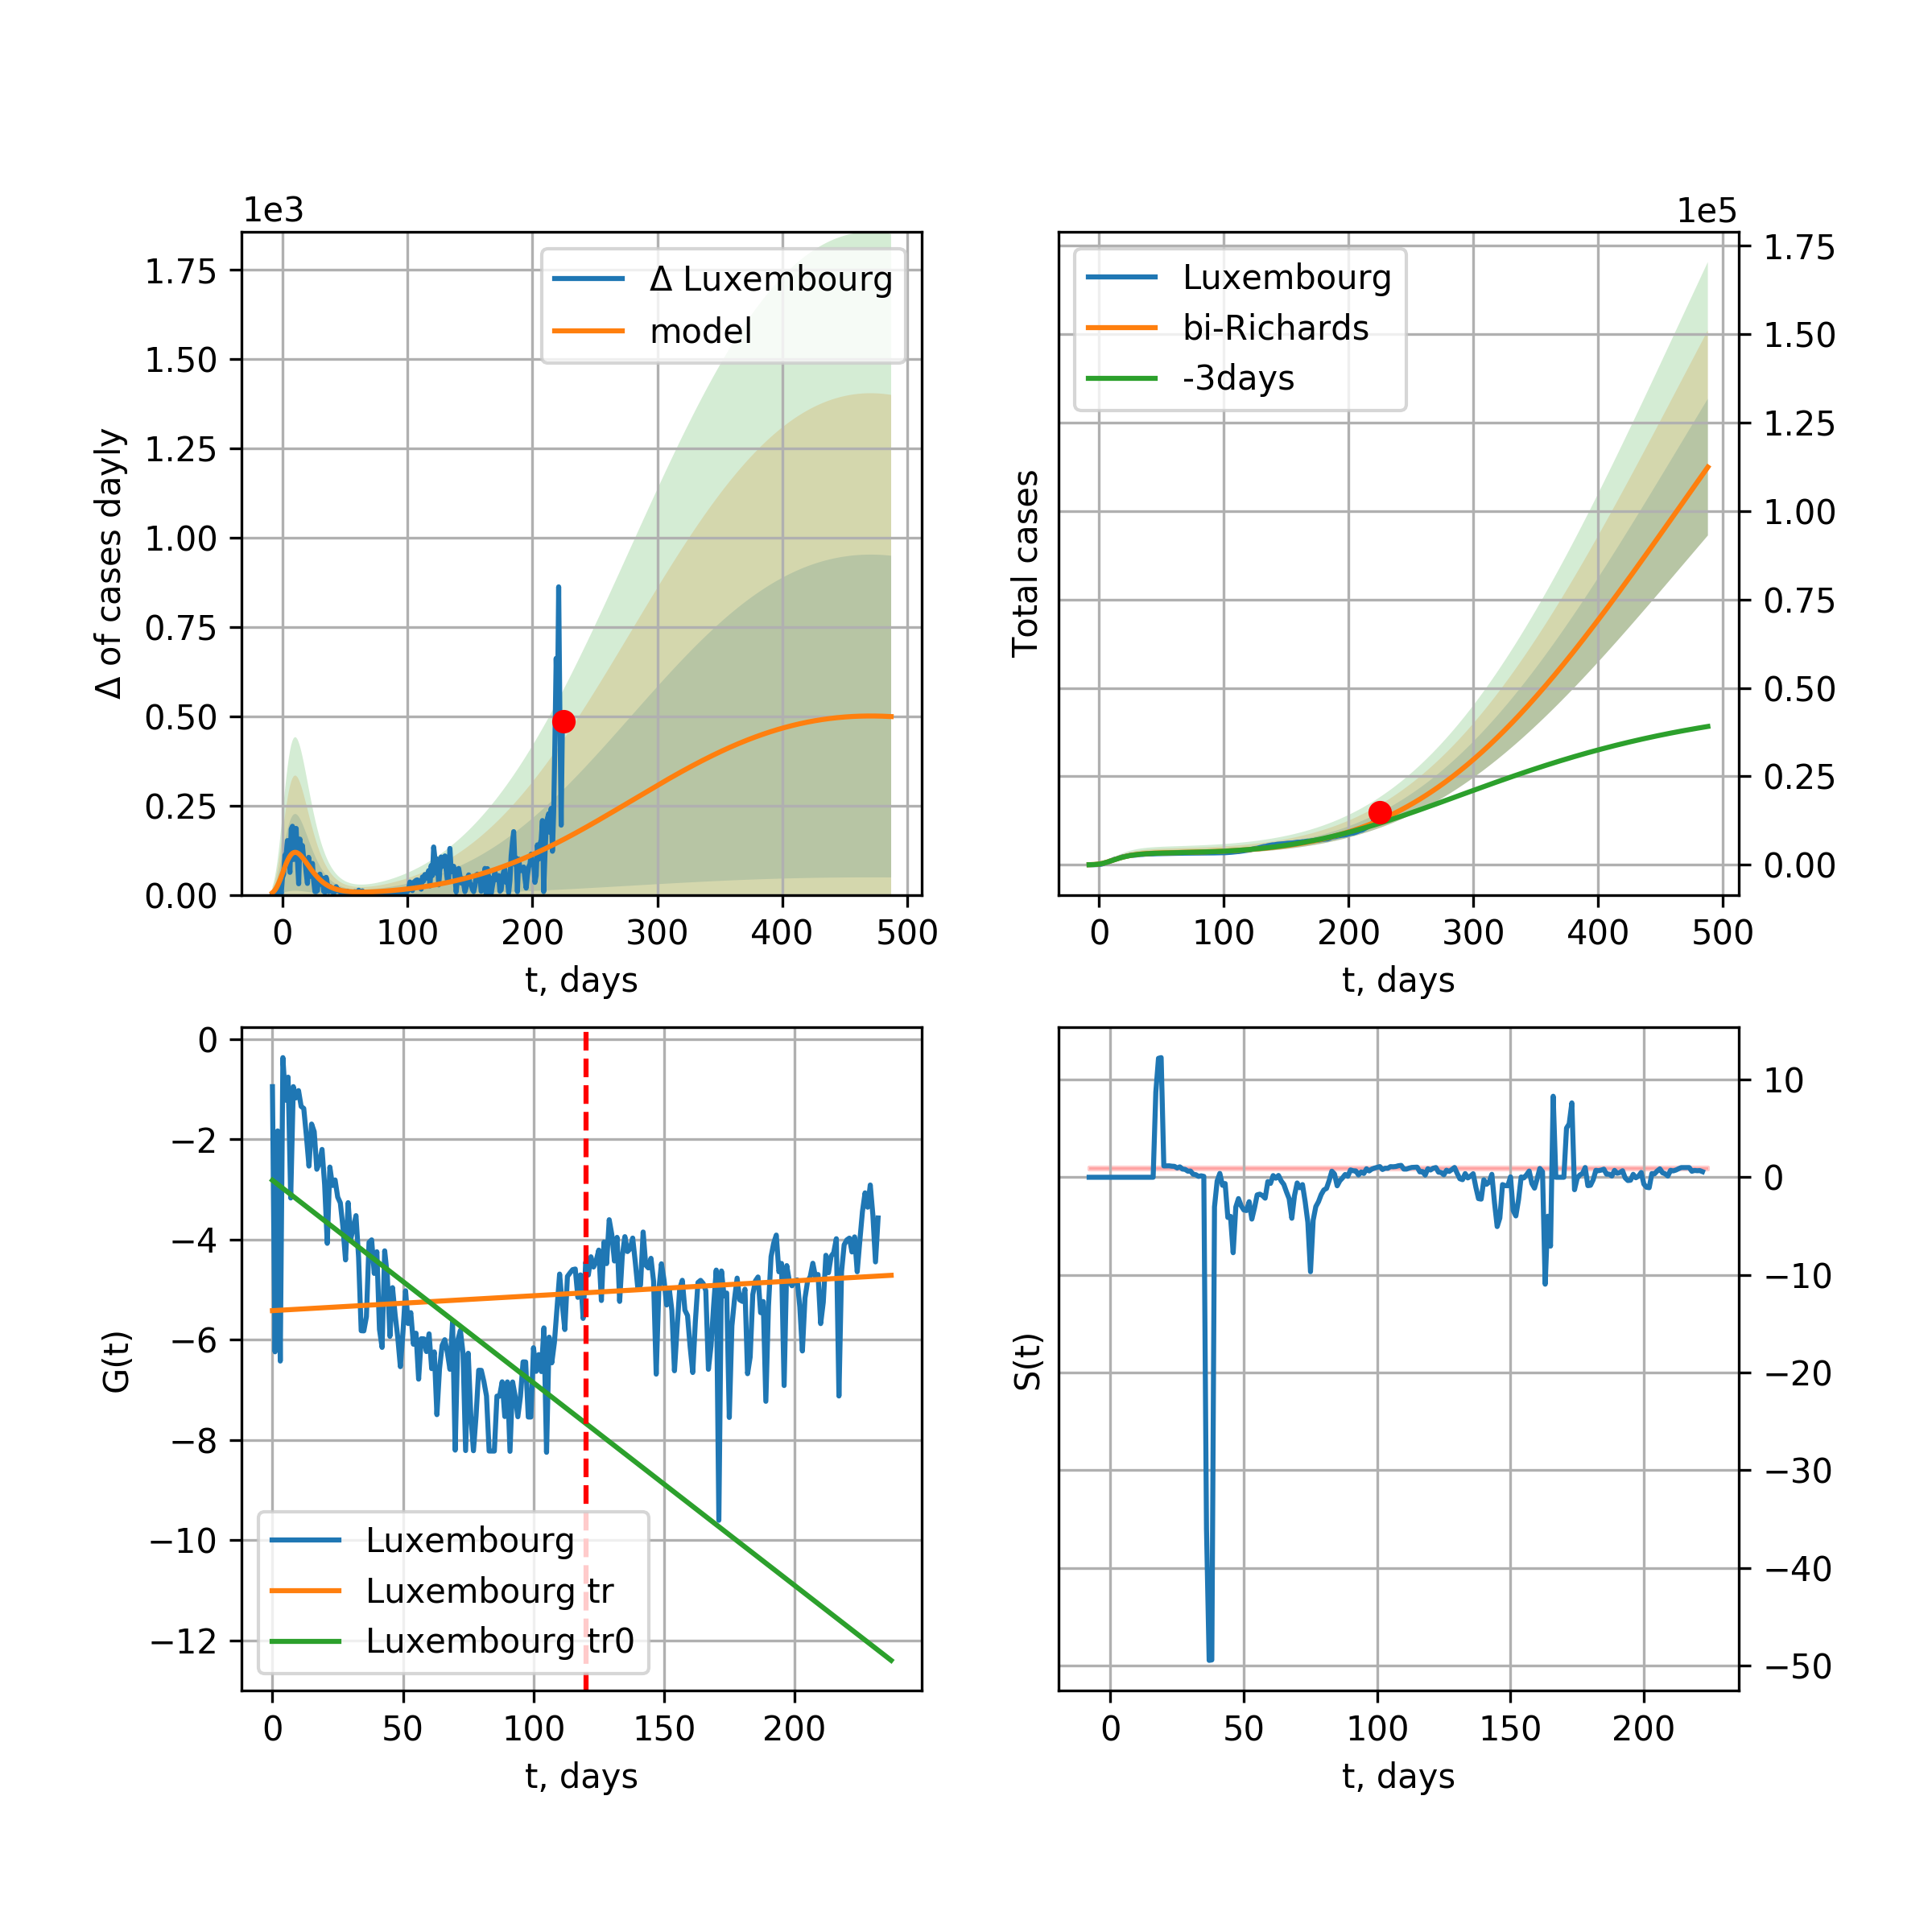 1e3
Δ of cases dayly
1.75
1.50
1.25
1.00
0.75
0.50
0.25
0.00
Δ Luxembourg
model
0 100 200 300 400 500
t, days
1e5
Total cases
Luxembourg
bi-Richards
-3days
1.75
1.50
1.25
1.00
0.75
0.50
0.25
0.00
0 100 200 300 400 500
t, days
G(t)
0
−2
−4
−6
−8
−10
−12
Luxembourg
Luxembourg tr
Luxembourg tr0
0 50 100 150 200
t, days
S(t)
10
0
−10
−20
−30
−40
−50
0 50 100 150 200
t, days